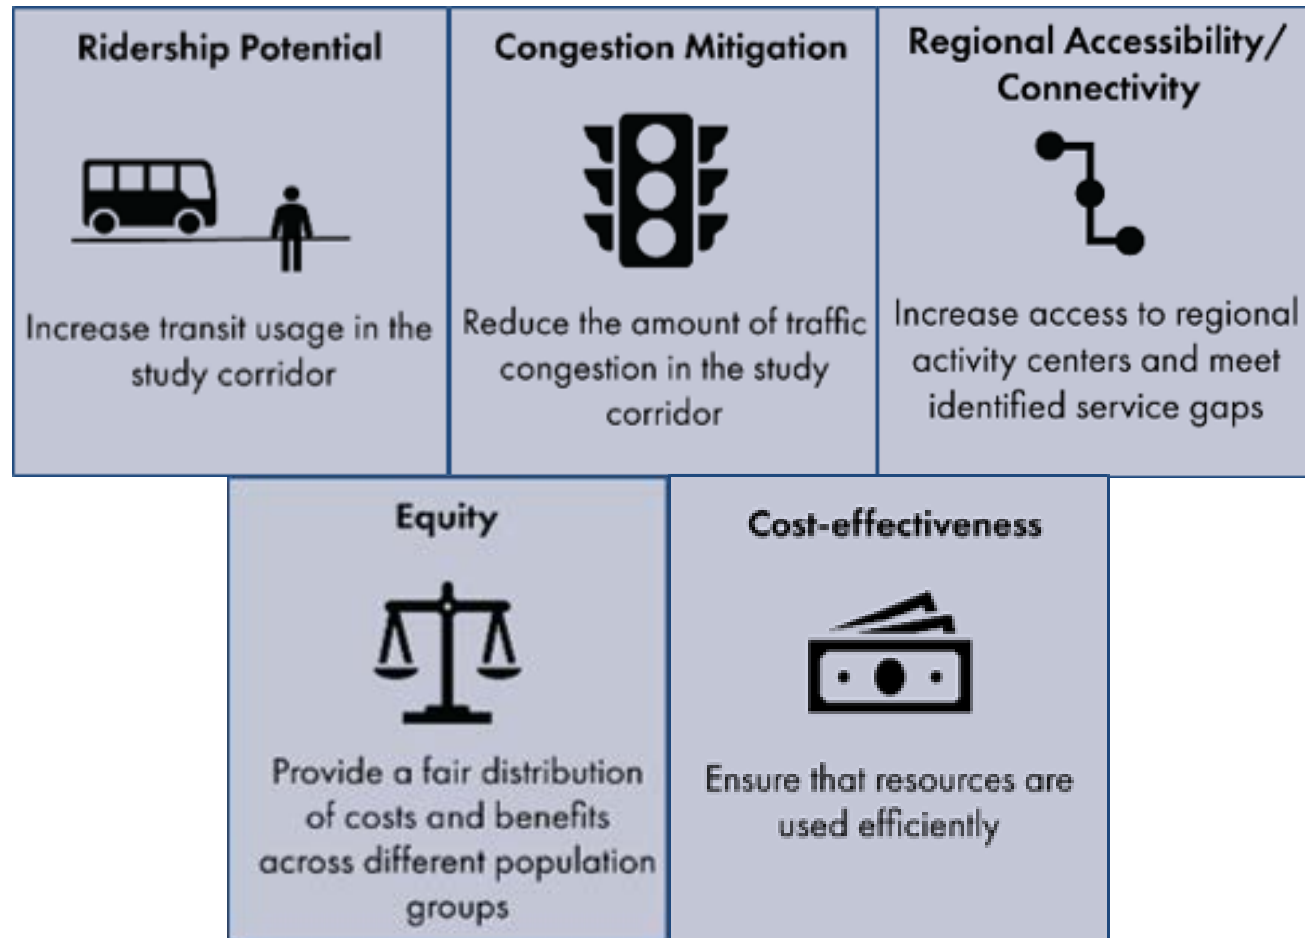 Ridership Potential
Increase transit usage in the
study corridor
Congestion Mitigation
Reduce the amount of traffic
congestion in the study
corridor
Regional Accessibility/
Connectivity
Increase access to regional
activity centers and meet
identified service gaps
Equity
Provide a fair distribution
of costs and benefits
across different population
groups
Cost-effectiveness
Ensure that resources are
used efficiently